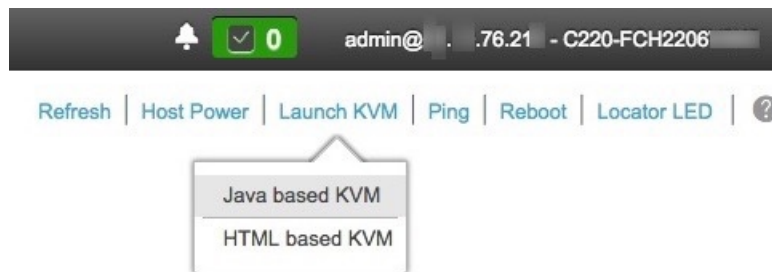 0 admin@ . .76.21 - C220-FCH2206
Refresh | Host Power | Launch KVM | Ping | Reboot | Locator LED | ?
Java based KVM
HTML based KVM